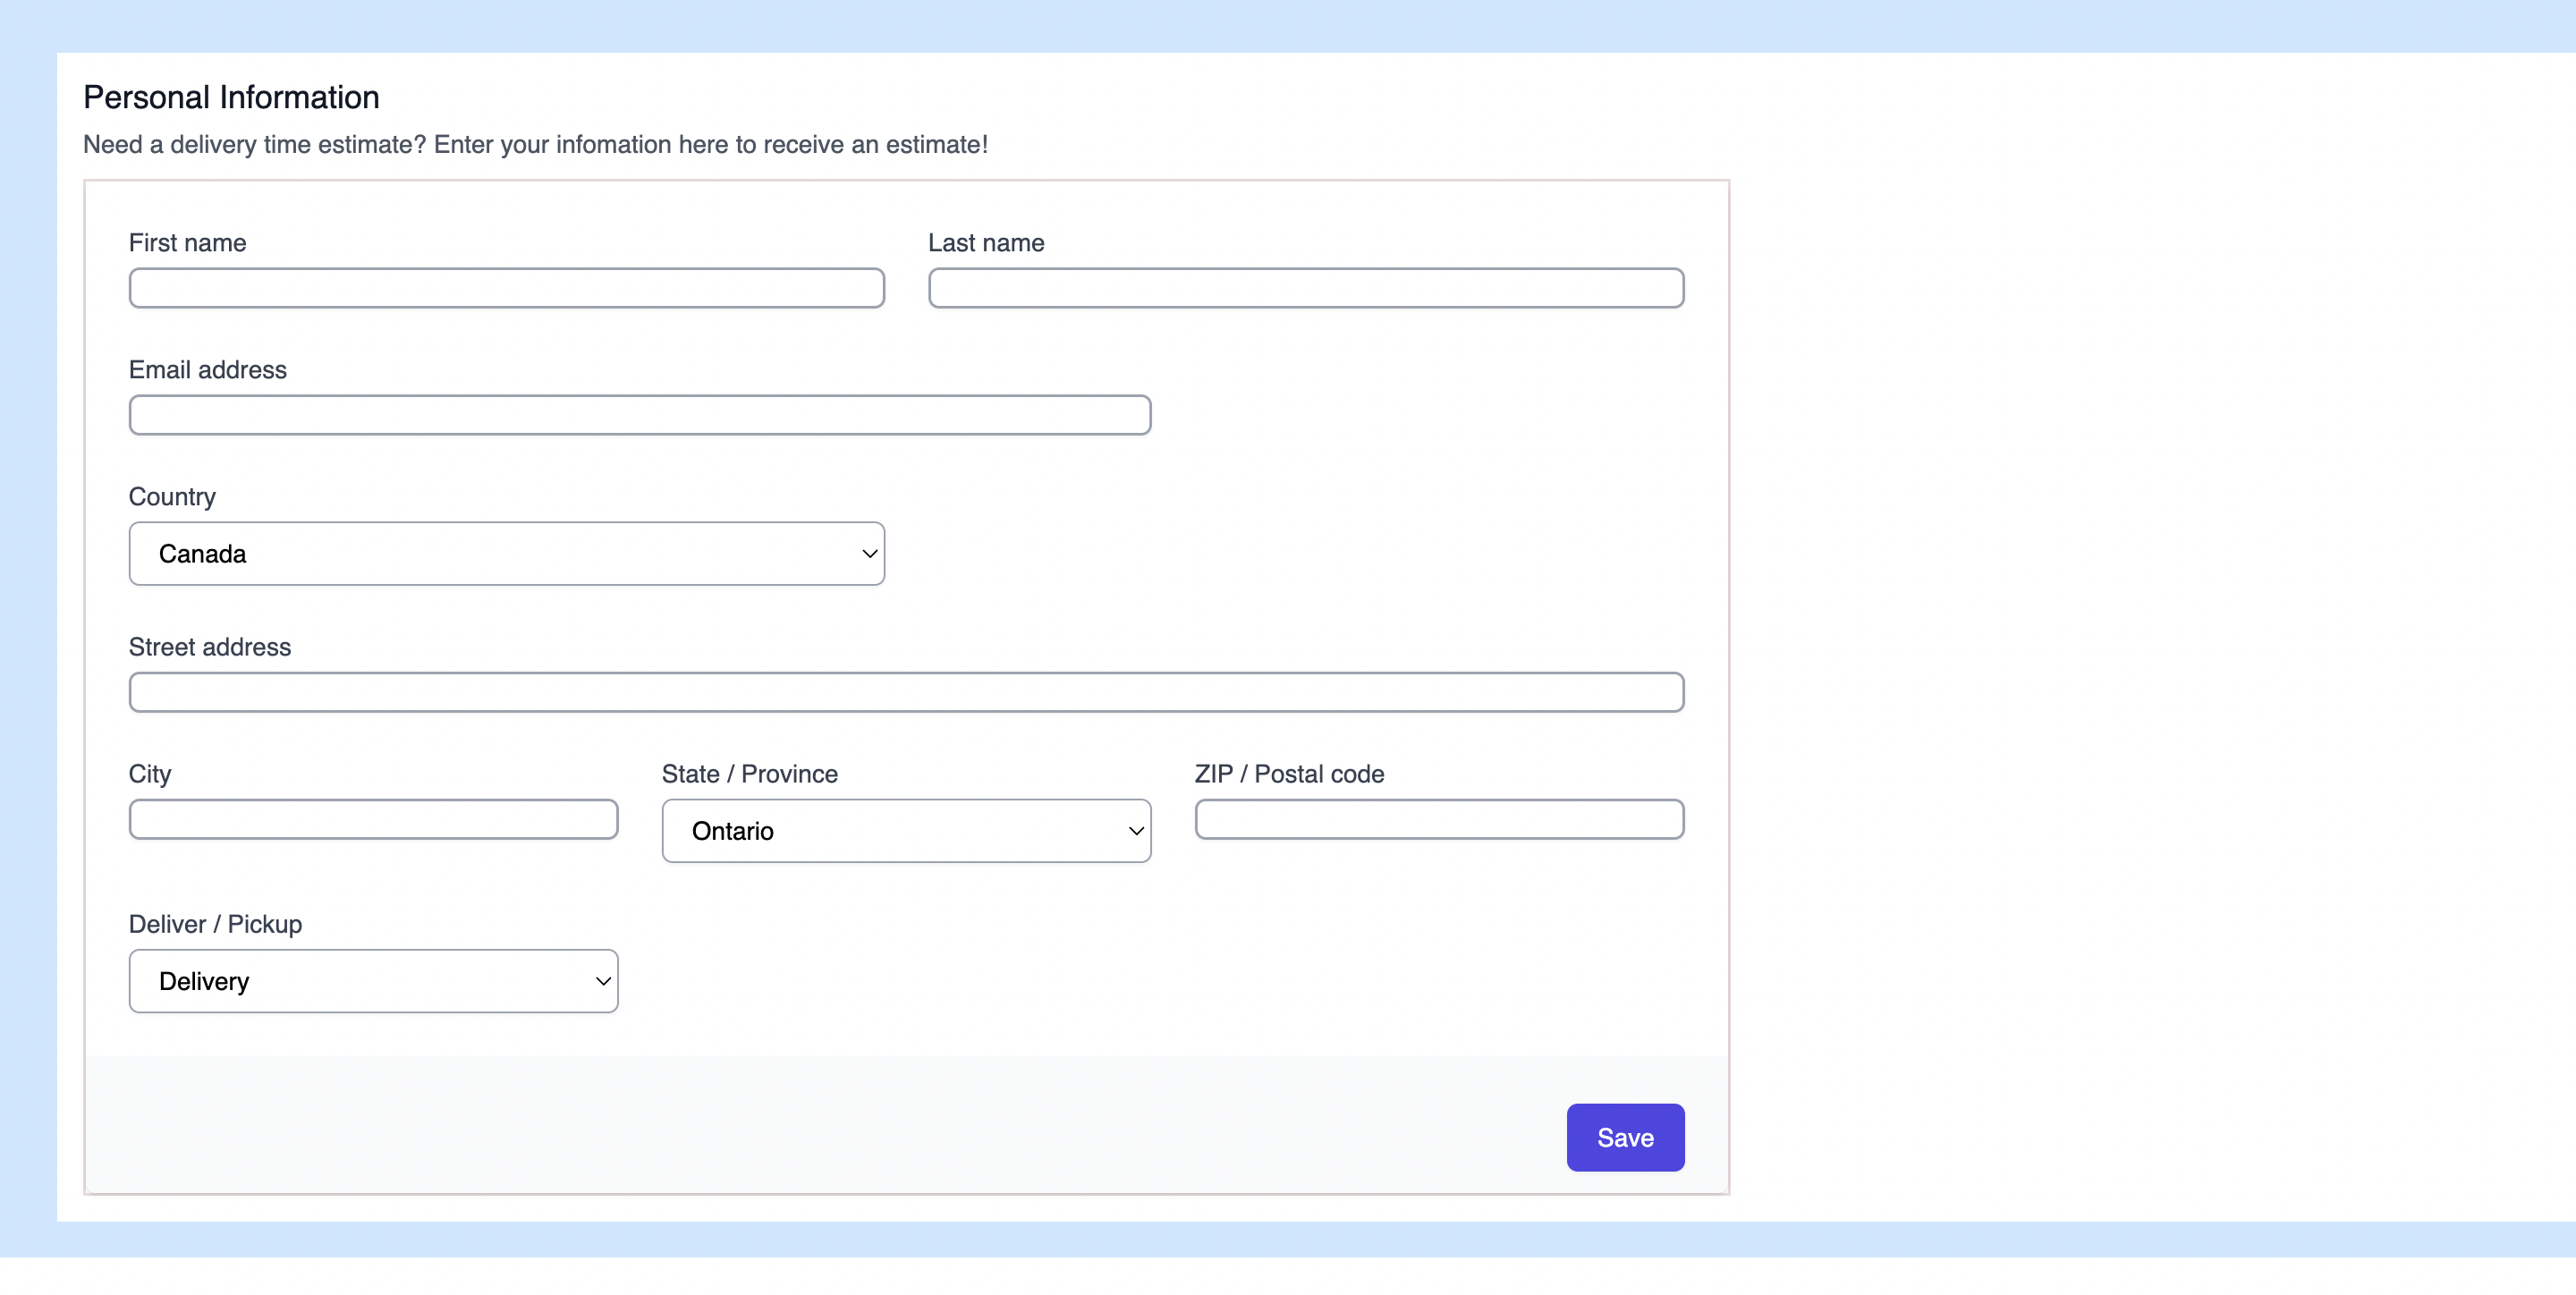 Personal Information
Need a delivery time estimate? Enter your infomation here to receive an estimate!
First name
Last name
Email address
Country
Canada
Street address
City
State / Province
ZIP / Postal code
Ontario
Deliver / Pickup
Delivery
Save